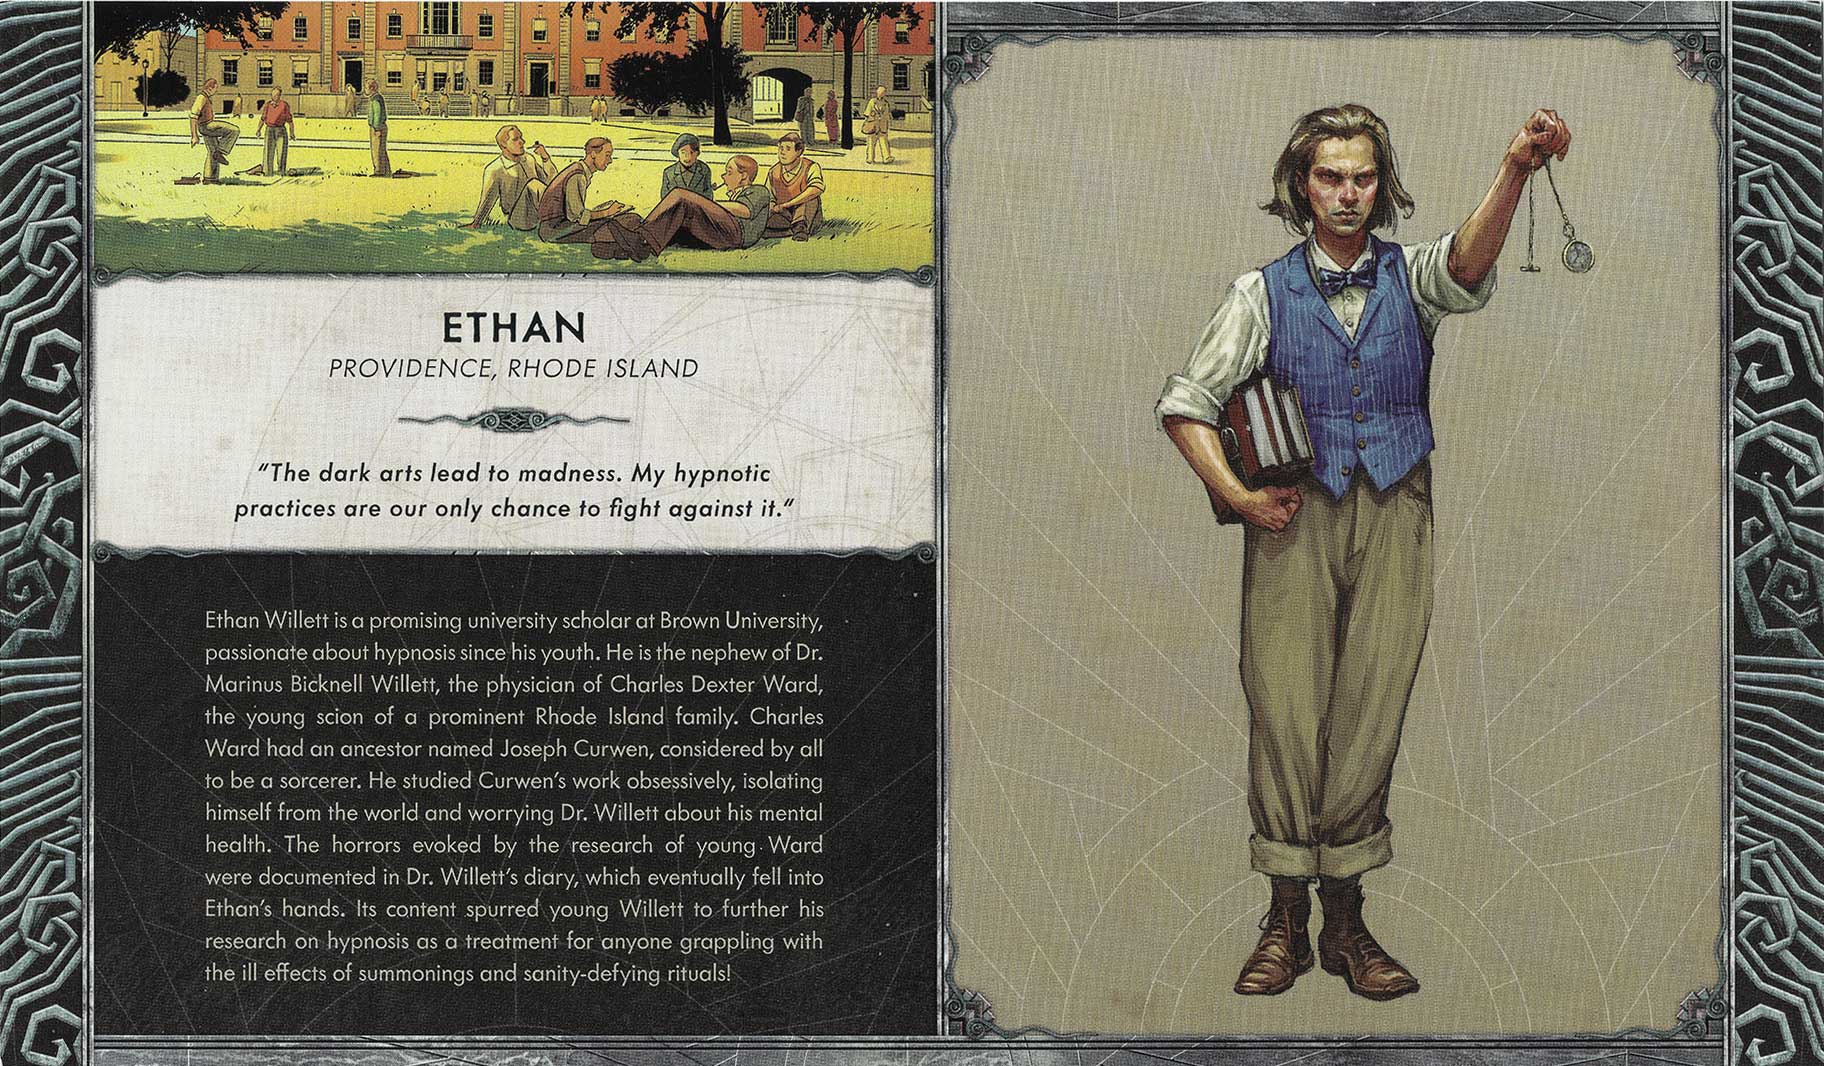 ETHAN
PROVIDENCE, RHODE ISLAND
“The dark arts lead to madness. My hypnotic
practices are our only chance to fight against it.“
Ethan Willett is a promising university scholar at Brown University,
passionate about hypnosis since his youth. He is the nephew of Dr.
Marinus Bicknell Willett, the physician of Charles Dexter Ward,
the young scion of a prominent Rhode Island family. Charles
Ward had an ancestor named Joseph Curwen, considered by all
to be a sorcerer. He studied Curwen’s work obsessively, isolating
himself from the world and worrying Dr. Willett about his mental
health. The horrors evoked by the research of young Ward
were documented in Dr. Willett’s diary, which eventually fell into
Ethan’s hands. Its content spurred young Willett to further his
research on hypnosis as a treatment for anyone grappling with
the ill effects of summonings and sanity-defying rituals!